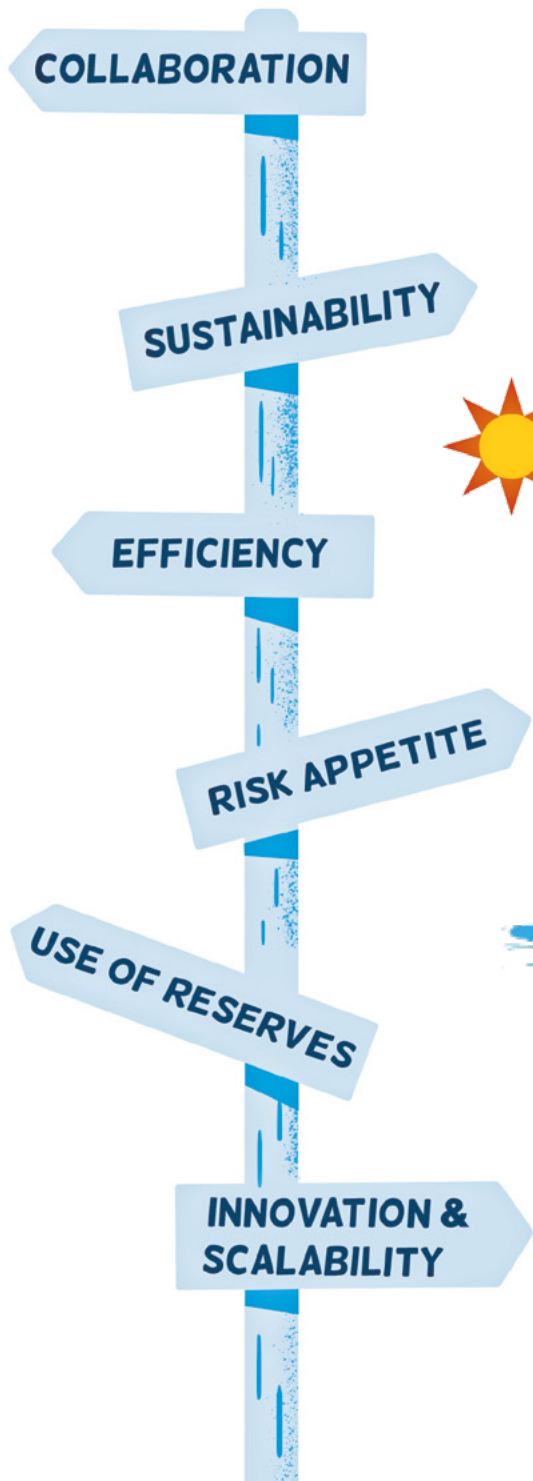 COLLABORATION
SUSTAINABILITY
EFFICIENCY
RISK APPETITE
USE OF RESERVES
INNOVATION &
SCALABILITY